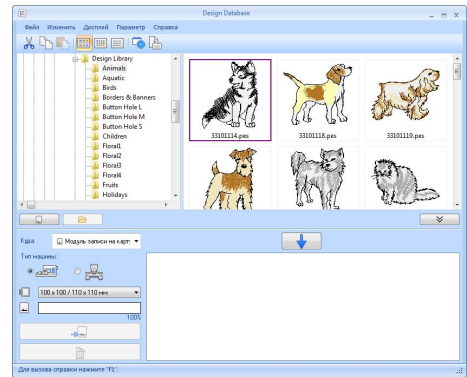 Design Database
Файл Изменить Дисплей Параметр Справка
Design Library
Animals
Aquatic
Birds
Borders & Banners
Button Hole L
Button Hole M
Button Hole S
Children
Floral1
Floral2
Floral3
Floral4
Fruits
Holidays
33101114.pes
33101118.pes
33101119.pes
Куда:
Модуль записи на карту
Тип машины:
100 x 100 / 110 x 110 мм
100%
Для вызова справки нажмите "F1".